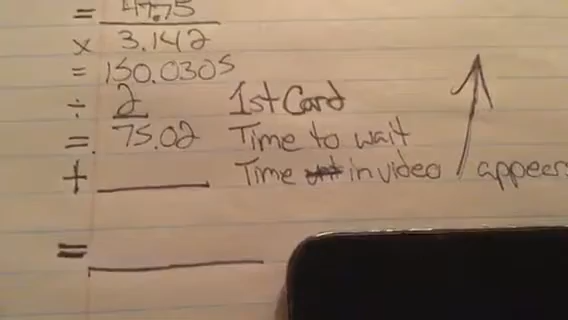 = 47.75
x 3.142
= 150.0305
÷ 2 1st Card
= 75.02 Time to wait
+ Time in video / appears
=